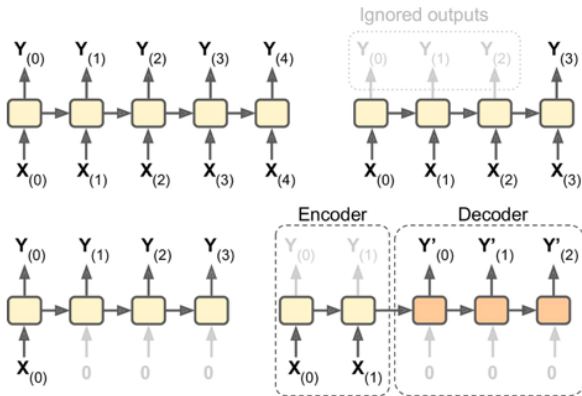 Ignored outputs
Y(0) Y(1) Y(2) Y(3) Y(4) Y(0) Y(1) Y(2) Y(3)
X(0) X(1) X(2) X(3) X(4) X(0) X(1) X(2) X(3)
Encoder Decoder
Y(0) Y(1) Y(2) Y(3) Y(0) Y(1) Y'(0) Y'(1) Y'(2)
X(0) 0 0 0 X(0) X(1) 0 0 0